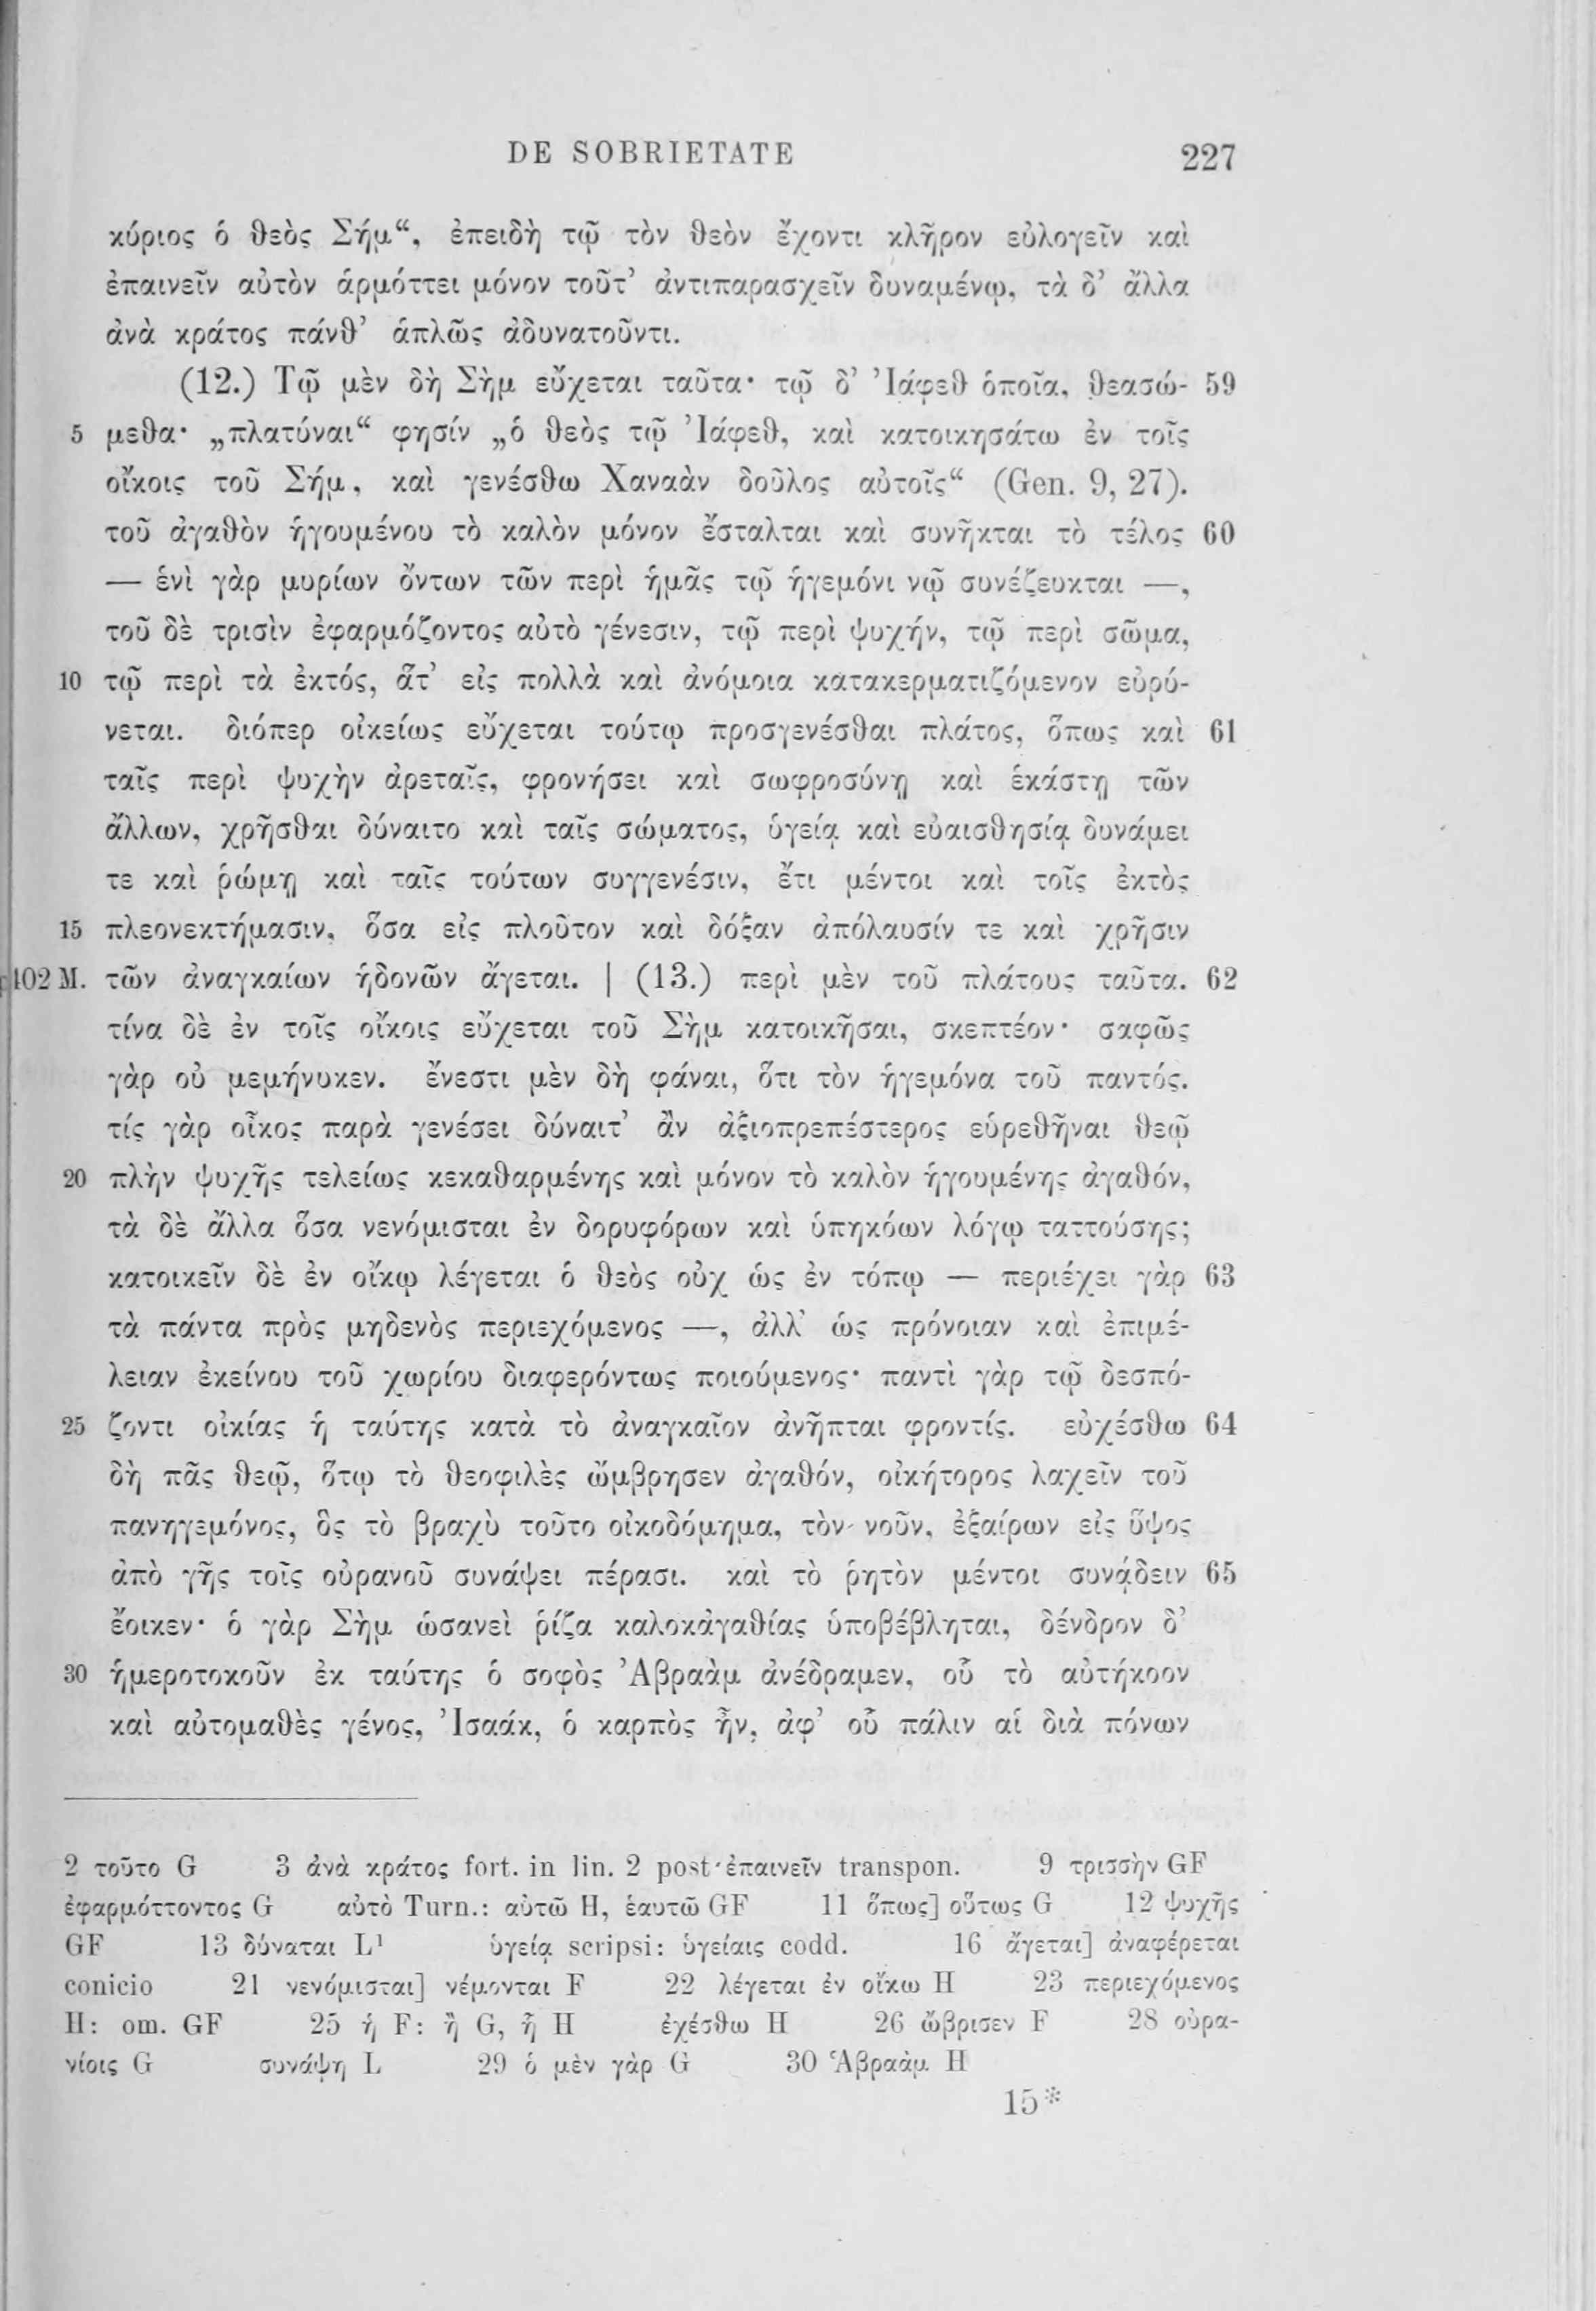 DE SOBRIETATE 227
κύριος ὁ θεὸς Σήμ“, ἐπειδὴ τῷ τὸν θεὸν ἔχοντι κλῆρον εὐλογεῖν καὶ
ἐπαινεῖν αὐτὸν ἁρμόττει μόνον τοῦτ’ ἀντιπαρασχεῖν δυναμένῳ, τὰ δ’ ἄλλα
ἀνὰ κράτος πάνθ’ ἁπλῶς ἀδυνατοῦντι.
(12.) Τῷ μὲν δὴ Σὴμ εὔχεται ταῦτα· τῷ δ’ Ἰάφεθ ὁποῖα, θεασώ- 59
5 μεθα· „πλατύναι“ φησίν „ὁ θεὸς τῷ Ἰάφεθ, καὶ κατοικησάτω ἐν τοῖς
οἴκοις τοῦ Σήμ, καὶ γενέσθω Χαναὰν δοῦλος αὐτοῖς“ (Gen. 9, 27).
τοῦ ἀγαθὸν ἡγουμένου τὸ καλὸν μόνον ἔσταλται καὶ συνῆκται τὸ τέλος 60
— ἑνὶ γὰρ μυρίων ὄντων τῶν περὶ ἡμᾶς τῷ ἡγεμόνι νῷ συνέζευκται —,
τοῦ δὲ τρισὶν ἐφαρμόζοντος αὐτὸ γένεσιν, τῷ περὶ ψυχήν, τῷ περὶ σῶμα,
10 τῷ περὶ τὰ ἐκτός, ἅτ’ εἰς πολλὰ καὶ ἀνόμοια κατακερματιζόμενον εὐρύ-
νεται. διόπερ οἰκείως εὔχεται τούτῳ προσγενέσθαι πλάτος, ὅπως καὶ 61
ταῖς περὶ ψυχὴν ἀρεταῖς, φρονήσει καὶ σωφροσύνῃ καὶ ἑκάστῃ τῶν
ἄλλων, χρῆσθαι δύναιτο καὶ ταῖς σώματος, ὑγείᾳ καὶ εὐαισθησίᾳ δυνάμει
τε καὶ ῥώμῃ καὶ ταῖς τούτων συγγενέσιν, ἔτι μέντοι καὶ τοῖς ἐκτὸς
15 πλεονεκτήμασιν, ὅσα εἰς πλοῦτον καὶ δόξαν ἀπόλαυσίν τε καὶ χρῆσιν
402 M. τῶν ἀναγκαίων ἡδονῶν ἄγεται. | (13.) περὶ μὲν τοῦ πλάτους ταῦτα. 62
τίνα δὲ ἐν τοῖς οἴκοις εὔχεται τοῦ Σὴμ κατοικῆσαι, σκεπτέον· σαφῶς
γὰρ οὐ μεμήνυκεν. ἔνεστι μὲν δὴ φάναι, ὅτι τὸν ἡγεμόνα τοῦ παντός.
τίς γὰρ οἶκος παρὰ γενέσει δύναιτ’ ἂν ἀξιοπρεπέστερος εὑρεθῆναι θεῷ
20 πλὴν ψυχῆς τελείως κεκαθαρμένης καὶ μόνον τὸ καλὸν ἡγουμένης ἀγαθόν,
τὰ δὲ ἄλλα ὅσα νενόμισται ἐν δορυφόρων καὶ ὑπηκόων λόγῳ ταττούσης;
κατοικεῖν δὲ ἐν οἴκῳ λέγεται ὁ θεὸς οὐχ ὡς ἐν τόπῳ — περιέχει γὰρ 63
τὰ πάντα πρὸς μηδενὸς περιεχόμενος —, ἀλλ’ ὡς πρόνοιαν καὶ ἐπιμέ-
λειαν ἐκείνου τοῦ χωρίου διαφερόντως ποιούμενος· παντὶ γὰρ τῷ δεσπό-
25 ζοντι οἰκίας ἡ ταύτης κατὰ τὸ ἀναγκαῖον ἀνῆπται φροντίς. εὐχέσθω 64
δὴ πᾶς θεῷ, ὅτῳ τὸ θεοφιλὲς ὤμβρησεν ἀγαθόν, οἰκήτορος λαχεῖν τοῦ
πανηγεμόνος, ὃς τὸ βραχὺ τοῦτο οἰκοδόμημα, τὸν νοῦν, ἐξαίρων εἰς ὕψος
ἀπὸ γῆς τοῖς οὐρανοῦ συνάψει πέρασι. καὶ τὸ ῥητὸν μέντοι συνᾴδειν 65
ἔοικεν· ὁ γὰρ Σὴμ ὡσανεὶ ῥίζα καλοκἀγαθίας ὑποβέβληται, δένδρον δ’
30 ἡμεροτοκοῦν ἐκ ταύτης ὁ σοφὸς Ἀβραὰμ ἀνέδραμεν, οὗ τὸ αὐτήκοον
καὶ αὐτομαθὲς γένος, Ἰσαάκ, ὁ καρπὸς ἦν, ἀφ’ οὗ πάλιν αἱ διὰ πόνων
2 τοῦτο G 3 ἀνὰ κράτος fort. in lin. 2 post ἐπαινεῖν transpon. 9 τρισσὴν GF
ἐφαρμόττοντος G αὐτὸ Turn.: αὐτῶ H, ἑαυτῶ GF 11 ὅπως] οὕτως G 12 ψυχῆς
GF 13 δύναται L¹ ὑγείᾳ scripsi: ὑγείαις codd. 16 ἄγεται] ἀναφέρεται
conicio 21 νενόμισται] νέμονται F 22 λέγεται ἐν οἴκω H 23 περιεχόμενος
H: om. GF 25 ἡ F: ἢ G, ἦ H ἐχέσθω H 26 ὤβρισεν F 28 οὐρα-
νίοις G συνάψη L 29 ὁ μὲν γὰρ G 30 Ἁβραὰμ H
15*